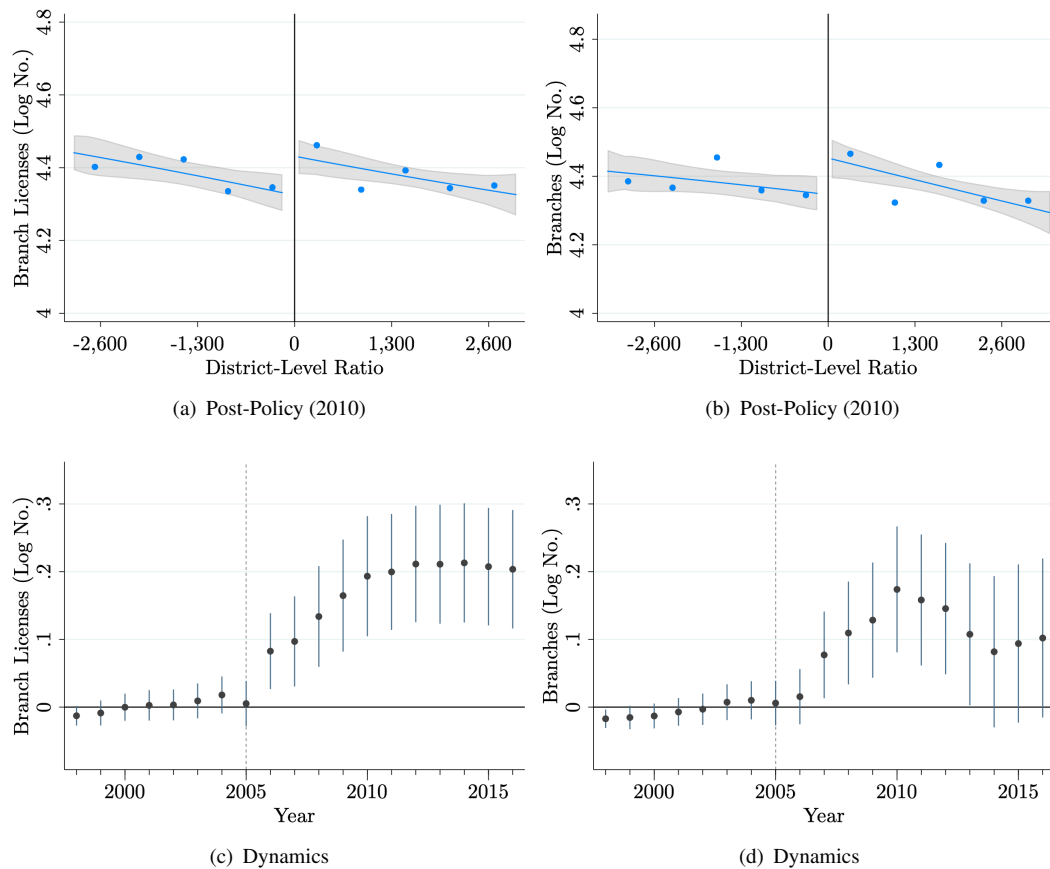 Branch Licenses (Log No.)
4.8
4.6
4.4
4.2
4
-2,600 -1,300 0 1,300 2,600
District-Level Ratio
(a) Post-Policy (2010)
Branches (Log No.)
4.8
4.6
4.4
4.2
4
-2,600 -1,300 0 1,300 2,600
District-Level Ratio
(b) Post-Policy (2010)
Branch Licenses (Log No.)
.3
.2
.1
0
2000 2005 2010 2015
Year
(c) Dynamics
Branches (Log No.)
.3
.2
.1
0
2000 2005 2010 2015
Year
(d) Dynamics